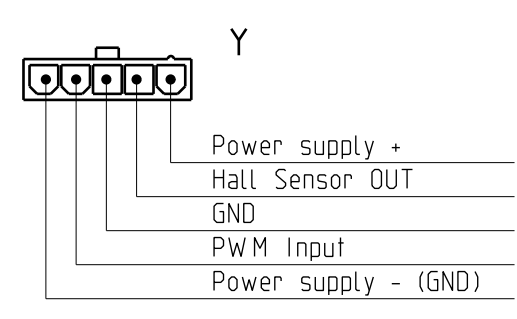 Y
Power supply +
Hall Sensor OUT
GND
PWM Input
Power supply - (GND)